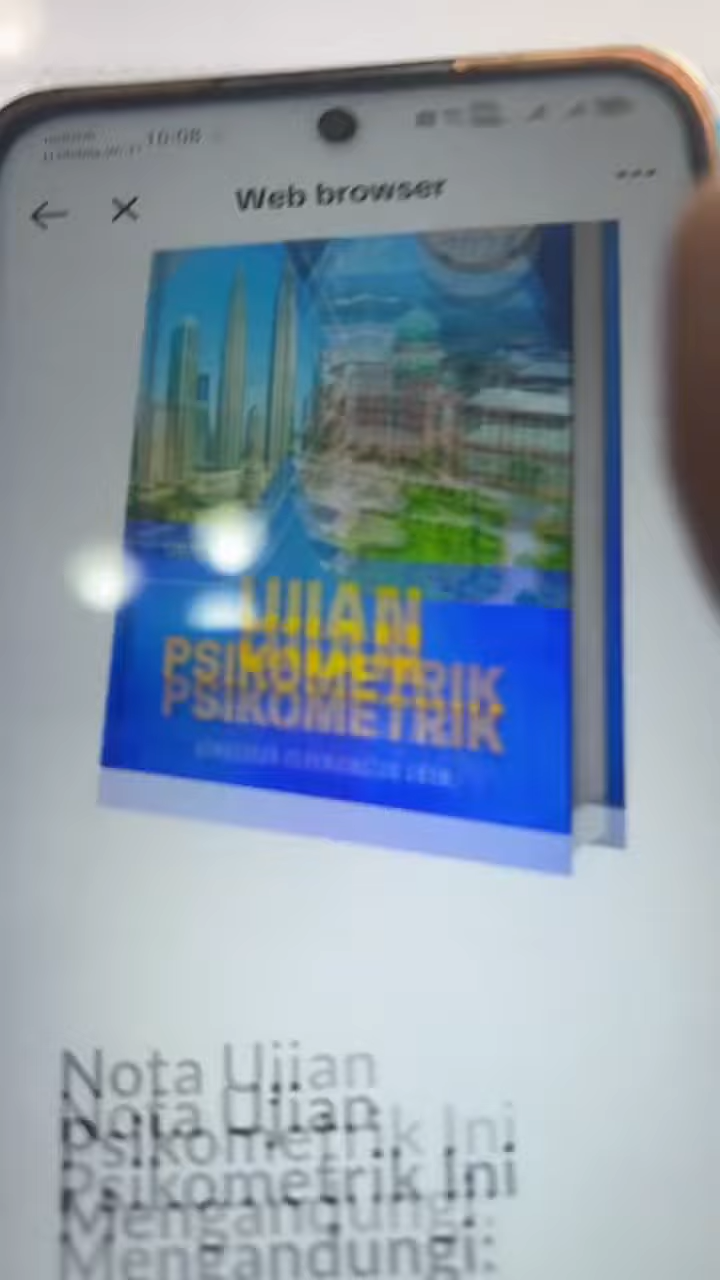 10:08
Web browser
UJIAN
PSIKOMETRIK
Nota Ujian
Psikometrik Ini
Mengandungi: